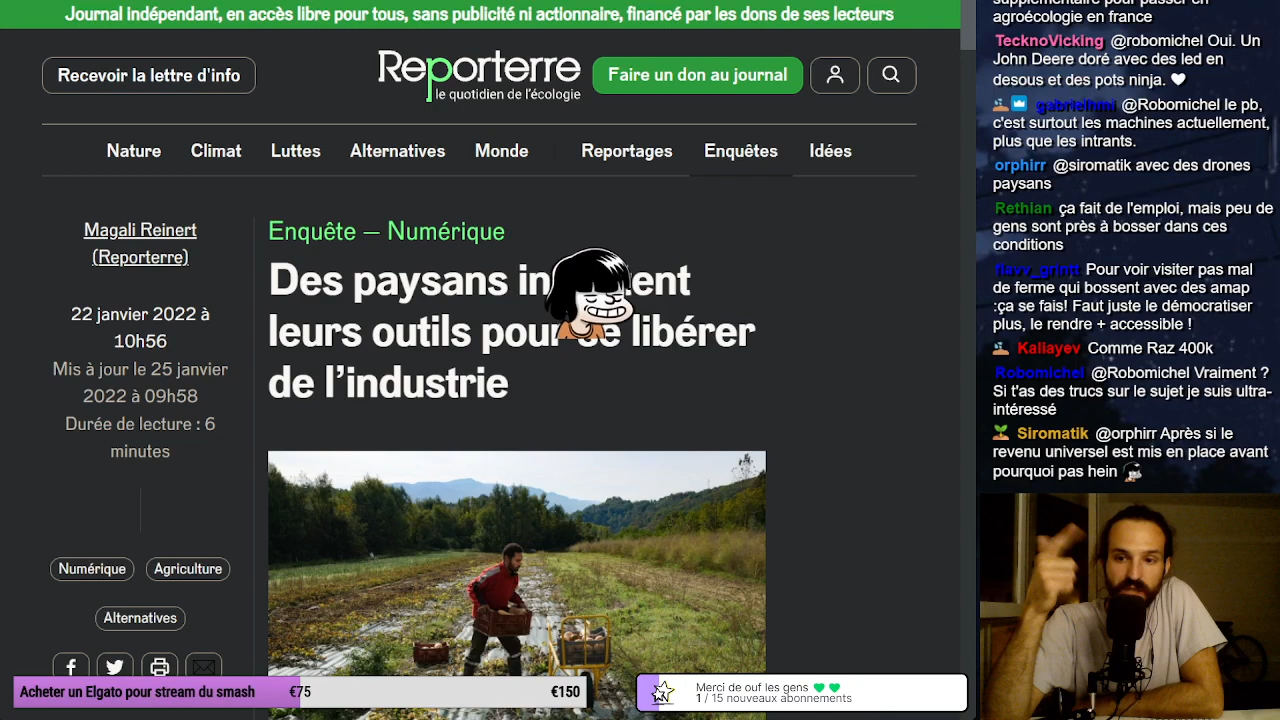 Journal indépendant, en accès libre pour tous, sans publicité ni actionnaire, financé par les dons de ses lecteurs
Recevoir la lettre d'info
Reporterre
le quotidien de l'écologie
Faire un don au journal
Nature Climat Luttes Alternatives Monde Reportages Enquêtes Idées
Magali Reinert
(Reporterre)
22 janvier 2022 à
10h56
Mis à jour le 25 janvier
2022 à 09h58
Durée de lecture : 6
minutes
Numérique Agriculture
Alternatives
Enquête — Numérique
Des paysans
leurs outils pour se libérer
de l'industrie
Acheter un Elgato pour stream du smash €75 €150
Merci de ouf les gens
1 / 15 nouveaux abonnements
supplémentaire pour passer en
agroécologie en france
TecknoVicking @robomichel Oui. Un
John Deere doré avec des led en
desous et des pots ninja.
gabrielhmi @Robomichel le pb,
c'est surtout les machines actuellement,
plus que les intrants.
orphirr @siromatik avec des drones
paysans
Rethian ça fait de l'emploi, mais peu de
gens sont près à bosser dans ces
conditions
flavv_grintt Pour voir visiter pas mal
de ferme qui bossent avec des amap
:ça se fais! Faut juste le démocratiser
plus, le rendre + accessible !
Kaliayev Comme Raz 400k
Robomichel @Robomichel Vraiment ?
Si t'as des trucs sur le sujet je suis ultra-
intéressé
Siromatik @orphirr Après si le
revenu universel est mis en place avant
pourquoi pas hein